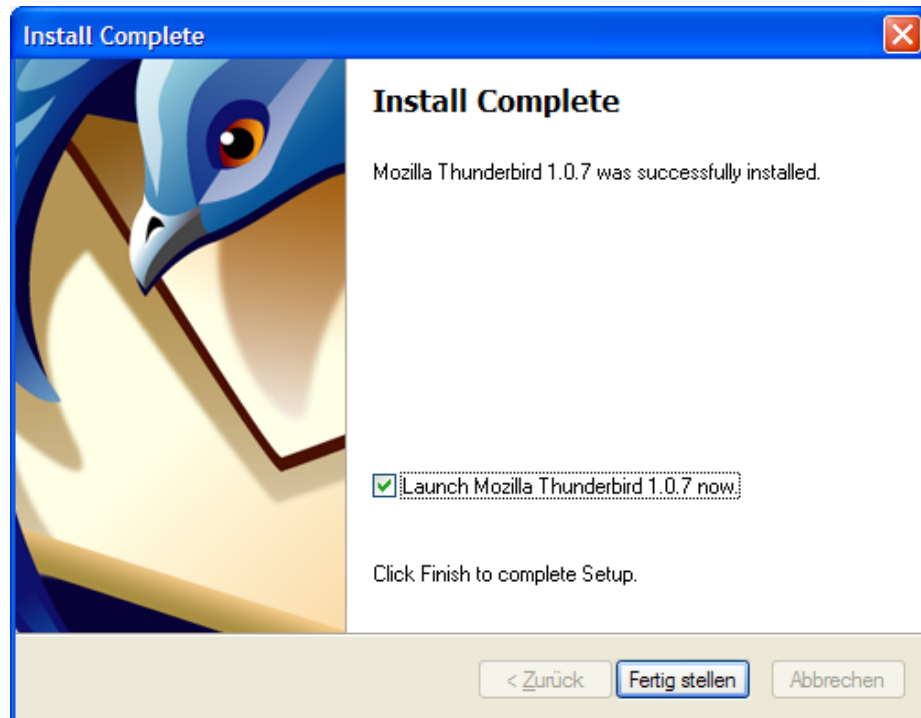 Install Complete
Install Complete
Mozilla Thunderbird 1.0.7 was successfully installed.
Launch Mozilla Thunderbird 1.0.7 now.
Click Finish to complete Setup.
< Zurück
Fertig stellen
Abbrechen